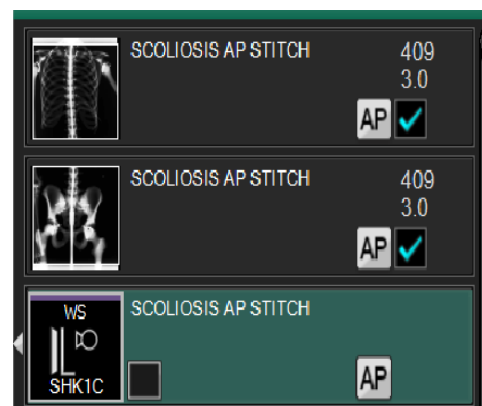 SCOLIOSIS AP STITCH 409
3.0
AP
SCOLIOSIS AP STITCH 409
3.0
AP
WS SCOLIOSIS AP STITCH
SHK1C AP